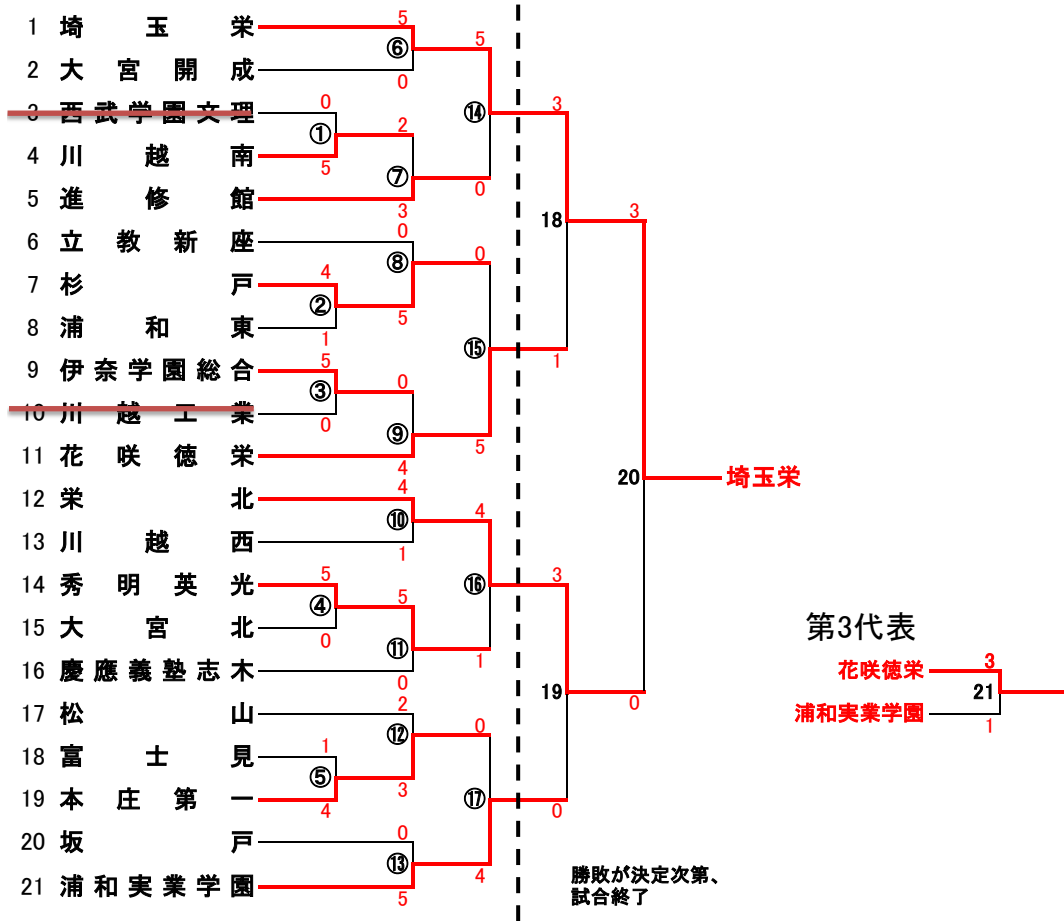 1 埼玉栄
2 大宮開成
3 西武学園文理
4 川越南
5 進修館
6 立教新座
7 杉戸
8 浦和東
9 伊奈学園総合
10 川越工業
11 花咲徳栄
12 栄北
13 川越西
14 秀明英光
15 大宮北
16 慶應義塾志木
17 松山
18 富士見
19 本庄第一
20 坂戸
21 浦和実業学園
0
①
5
4
②
1
5
③
0
5
④
0
1
⑤
4
5
⑥
0
2
⑦
3
0
⑧
5
0
⑨
4
4
⑩
1
5
⑪
0
2
⑫
3
0
⑬
5
5
⑭
0
0
⑮
5
4
⑯
1
0
⑰
4
3
18
1
3
19
0
3
20
0
埼玉栄
第3代表
花咲徳栄 3
21
浦和実業学園 1
勝敗が決定次第、
試合終了